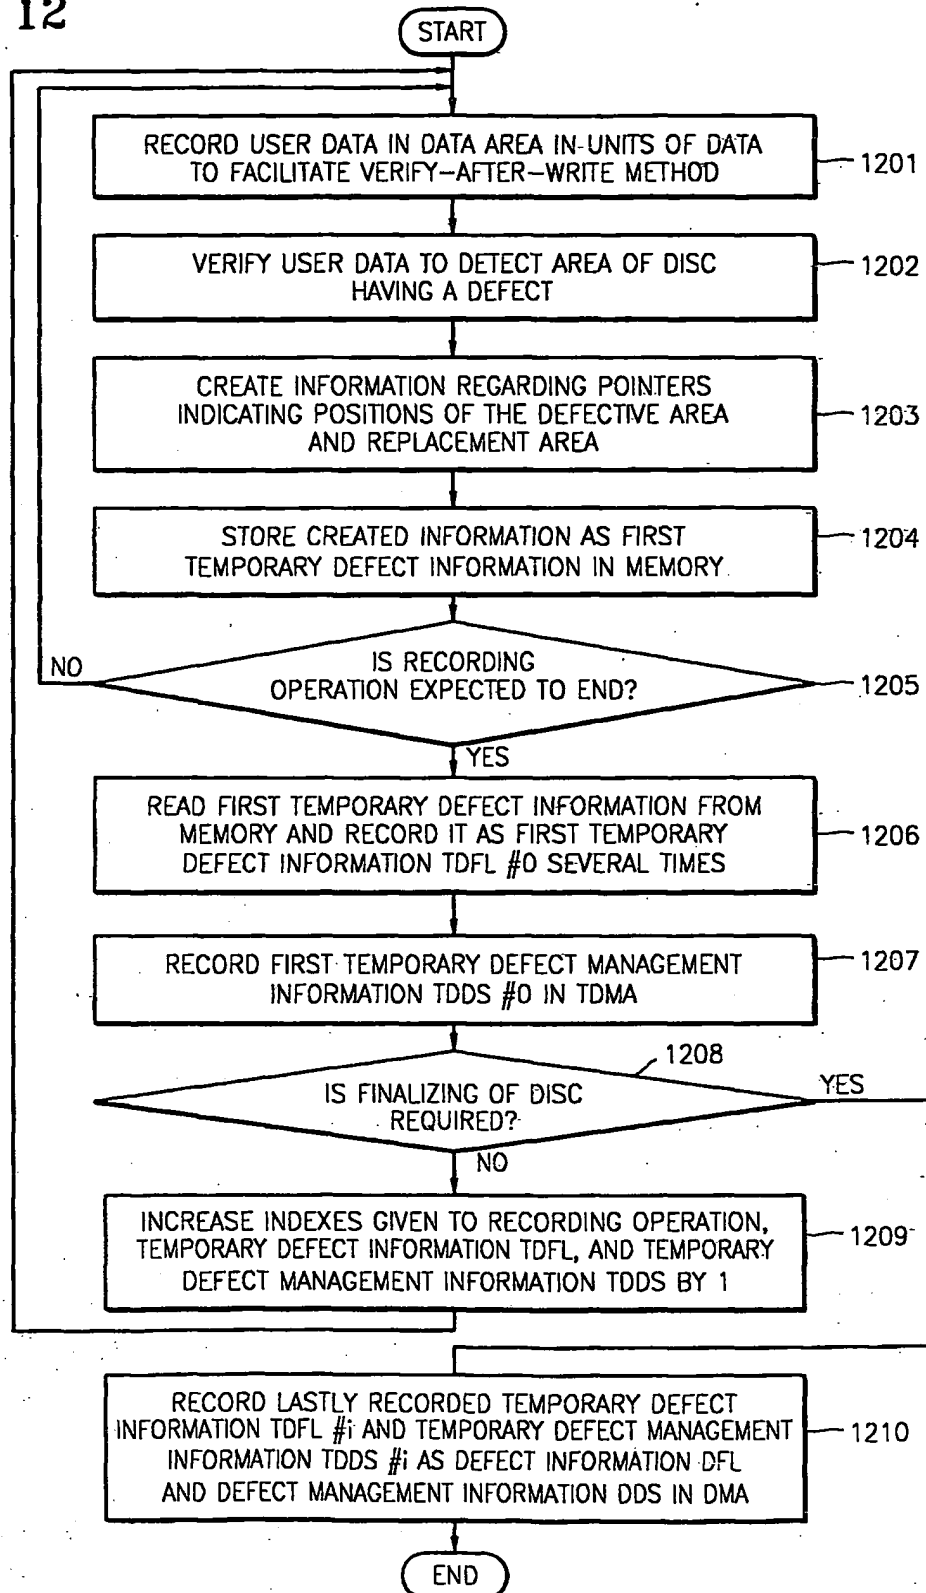 12
START
RECORD USER DATA IN DATA AREA IN UNITS OF DATA
TO FACILITATE VERIFY-AFTER-WRITE METHOD
1201
VERIFY USER DATA TO DETECT AREA OF DISC
HAVING A DEFECT
1202
CREATE INFORMATION REGARDING POINTERS
INDICATING POSITIONS OF THE DEFECTIVE AREA
AND REPLACEMENT AREA
1203
STORE CREATED INFORMATION AS FIRST
TEMPORARY DEFECT INFORMATION IN MEMORY
1204
NO
IS RECORDING
OPERATION EXPECTED TO END?
1205
YES
READ FIRST TEMPORARY DEFECT INFORMATION FROM
MEMORY AND RECORD IT AS FIRST TEMPORARY
DEFECT INFORMATION TDFL #0 SEVERAL TIMES
1206
RECORD FIRST TEMPORARY DEFECT MANAGEMENT
INFORMATION TDDS #0 IN TDMA
1207
1208
IS FINALIZING OF DISC
REQUIRED?
YES
NO
INCREASE INDEXES GIVEN TO RECORDING OPERATION,
TEMPORARY DEFECT INFORMATION TDFL, AND TEMPORARY
DEFECT MANAGEMENT INFORMATION TDDS BY 1
1209
RECORD LASTLY RECORDED TEMPORARY DEFECT
INFORMATION TDFL #i AND TEMPORARY DEFECT MANAGEMENT
INFORMATION TDDS #i AS DEFECT INFORMATION DFL
AND DEFECT MANAGEMENT INFORMATION DDS IN DMA
1210
END